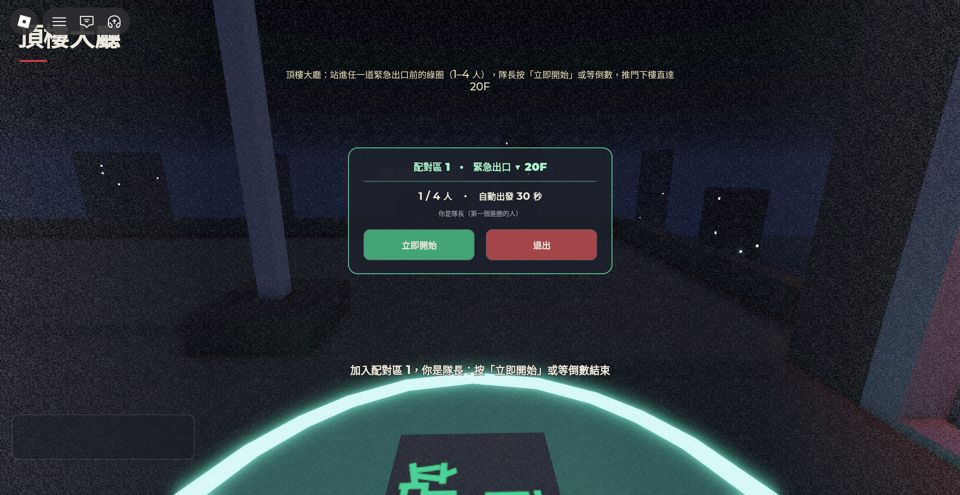 頂樓大廳
頂樓大廳：站進任一道緊急出口前的綠圈（1–4 人），隊長按「立即開始」或等倒數，推門下樓直達
20F
配對區 1 • 緊急出口 ▼ 20F
1 / 4 人 • 自動出發 30 秒
你是隊長（第一個進圈的人）
立即開始
退出
加入配對區 1，你是隊長：按「立即開始」或等倒數結束